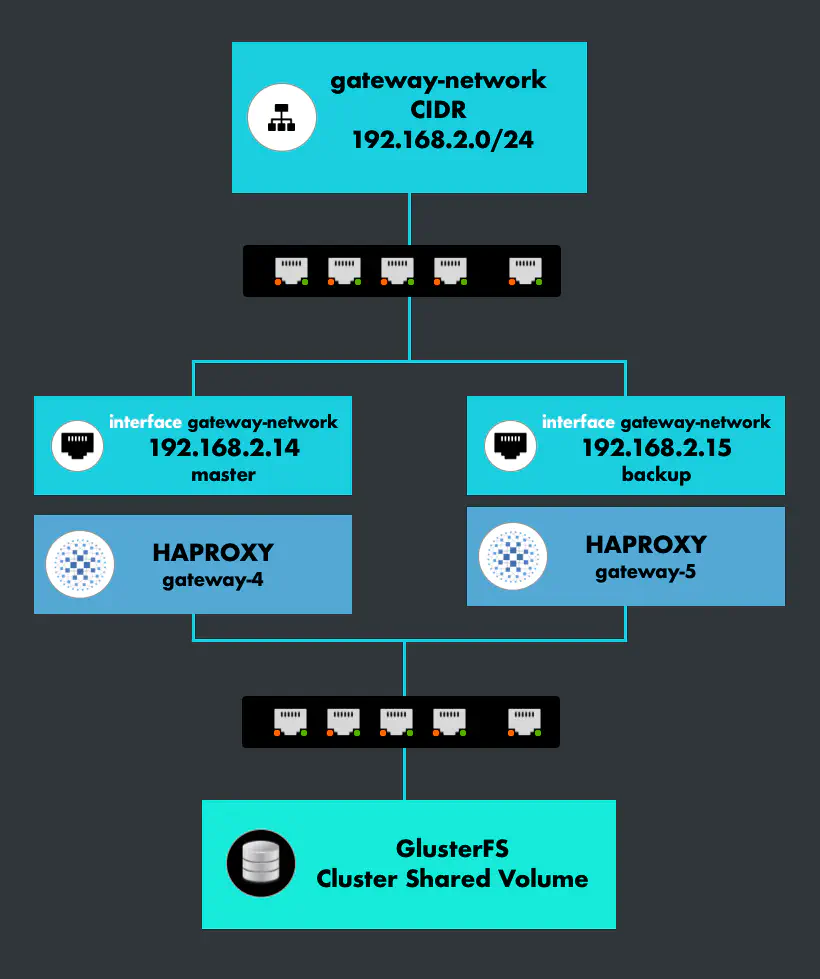 gateway-network
CIDR
192.168.2.0/24
interface gateway-network
192.168.2.14
master
interface gateway-network
192.168.2.15
backup
HAPROXY
gateway-4
HAPROXY
gateway-5
GlusterFS
Cluster Shared Volume